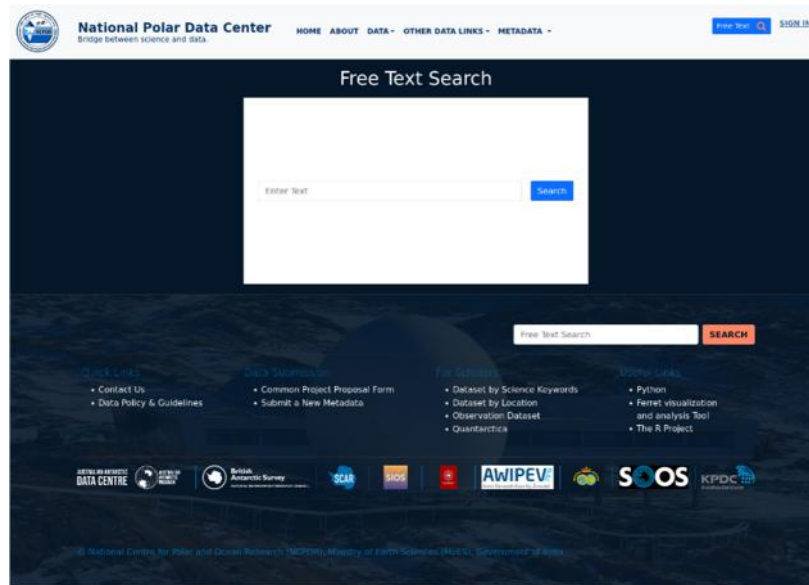 National Polar Data Center
Bridge between science and data.
HOME ABOUT DATA OTHER DATA LINKS METADATA
Free Text
SIGN IN
Free Text Search
Enter Text
Search
Free Text Search
SEARCH
Quick Links
• Contact Us
• Data Policy & Guidelines
Data Submission
• Common Project Proposal Form
• Submit a New Metadata
For Scholars
• Dataset by Science Keywords
• Dataset by Location
• Observation Dataset
• Quantarctica
Useful Links
• Python
• Ferret visualization
and analysis Tool
• The R Project
AUSTRALIAN ANTARCTIC
DATA CENTRE
British
Antarctic Survey
SCAR
SIOS
AWIPEV
SOOS
KPDC
© National Centre for Polar and Ocean Research (NCPOR), Ministry of Earth Sciences (MoES), Government of India